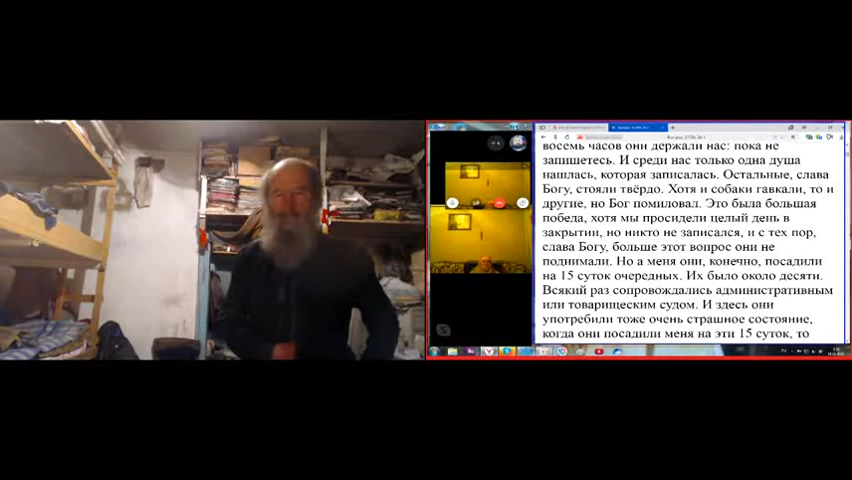 восемь часов они держали нас: пока не
запишетесь. И среди нас только одна душа
нашлась, которая записалась. Остальные, слава
Богу, стояли твёрдо. Хотя и собаки гавкали, то и
другие, но Бог помиловал. Это была большая
победа, хотя мы просидели целый день в
закрытии, но никто не записался, и с тех пор,
слава Богу, больше этот вопрос они не
поднимали. Но а меня они, конечно, посадили
на 15 суток очередных. Их было около десяти.
Всякий раз сопровождались административным
или товарищеским судом. И здесь они
употребили тоже очень страшное состояние,
когда они посадили меня на эти 15 суток, то